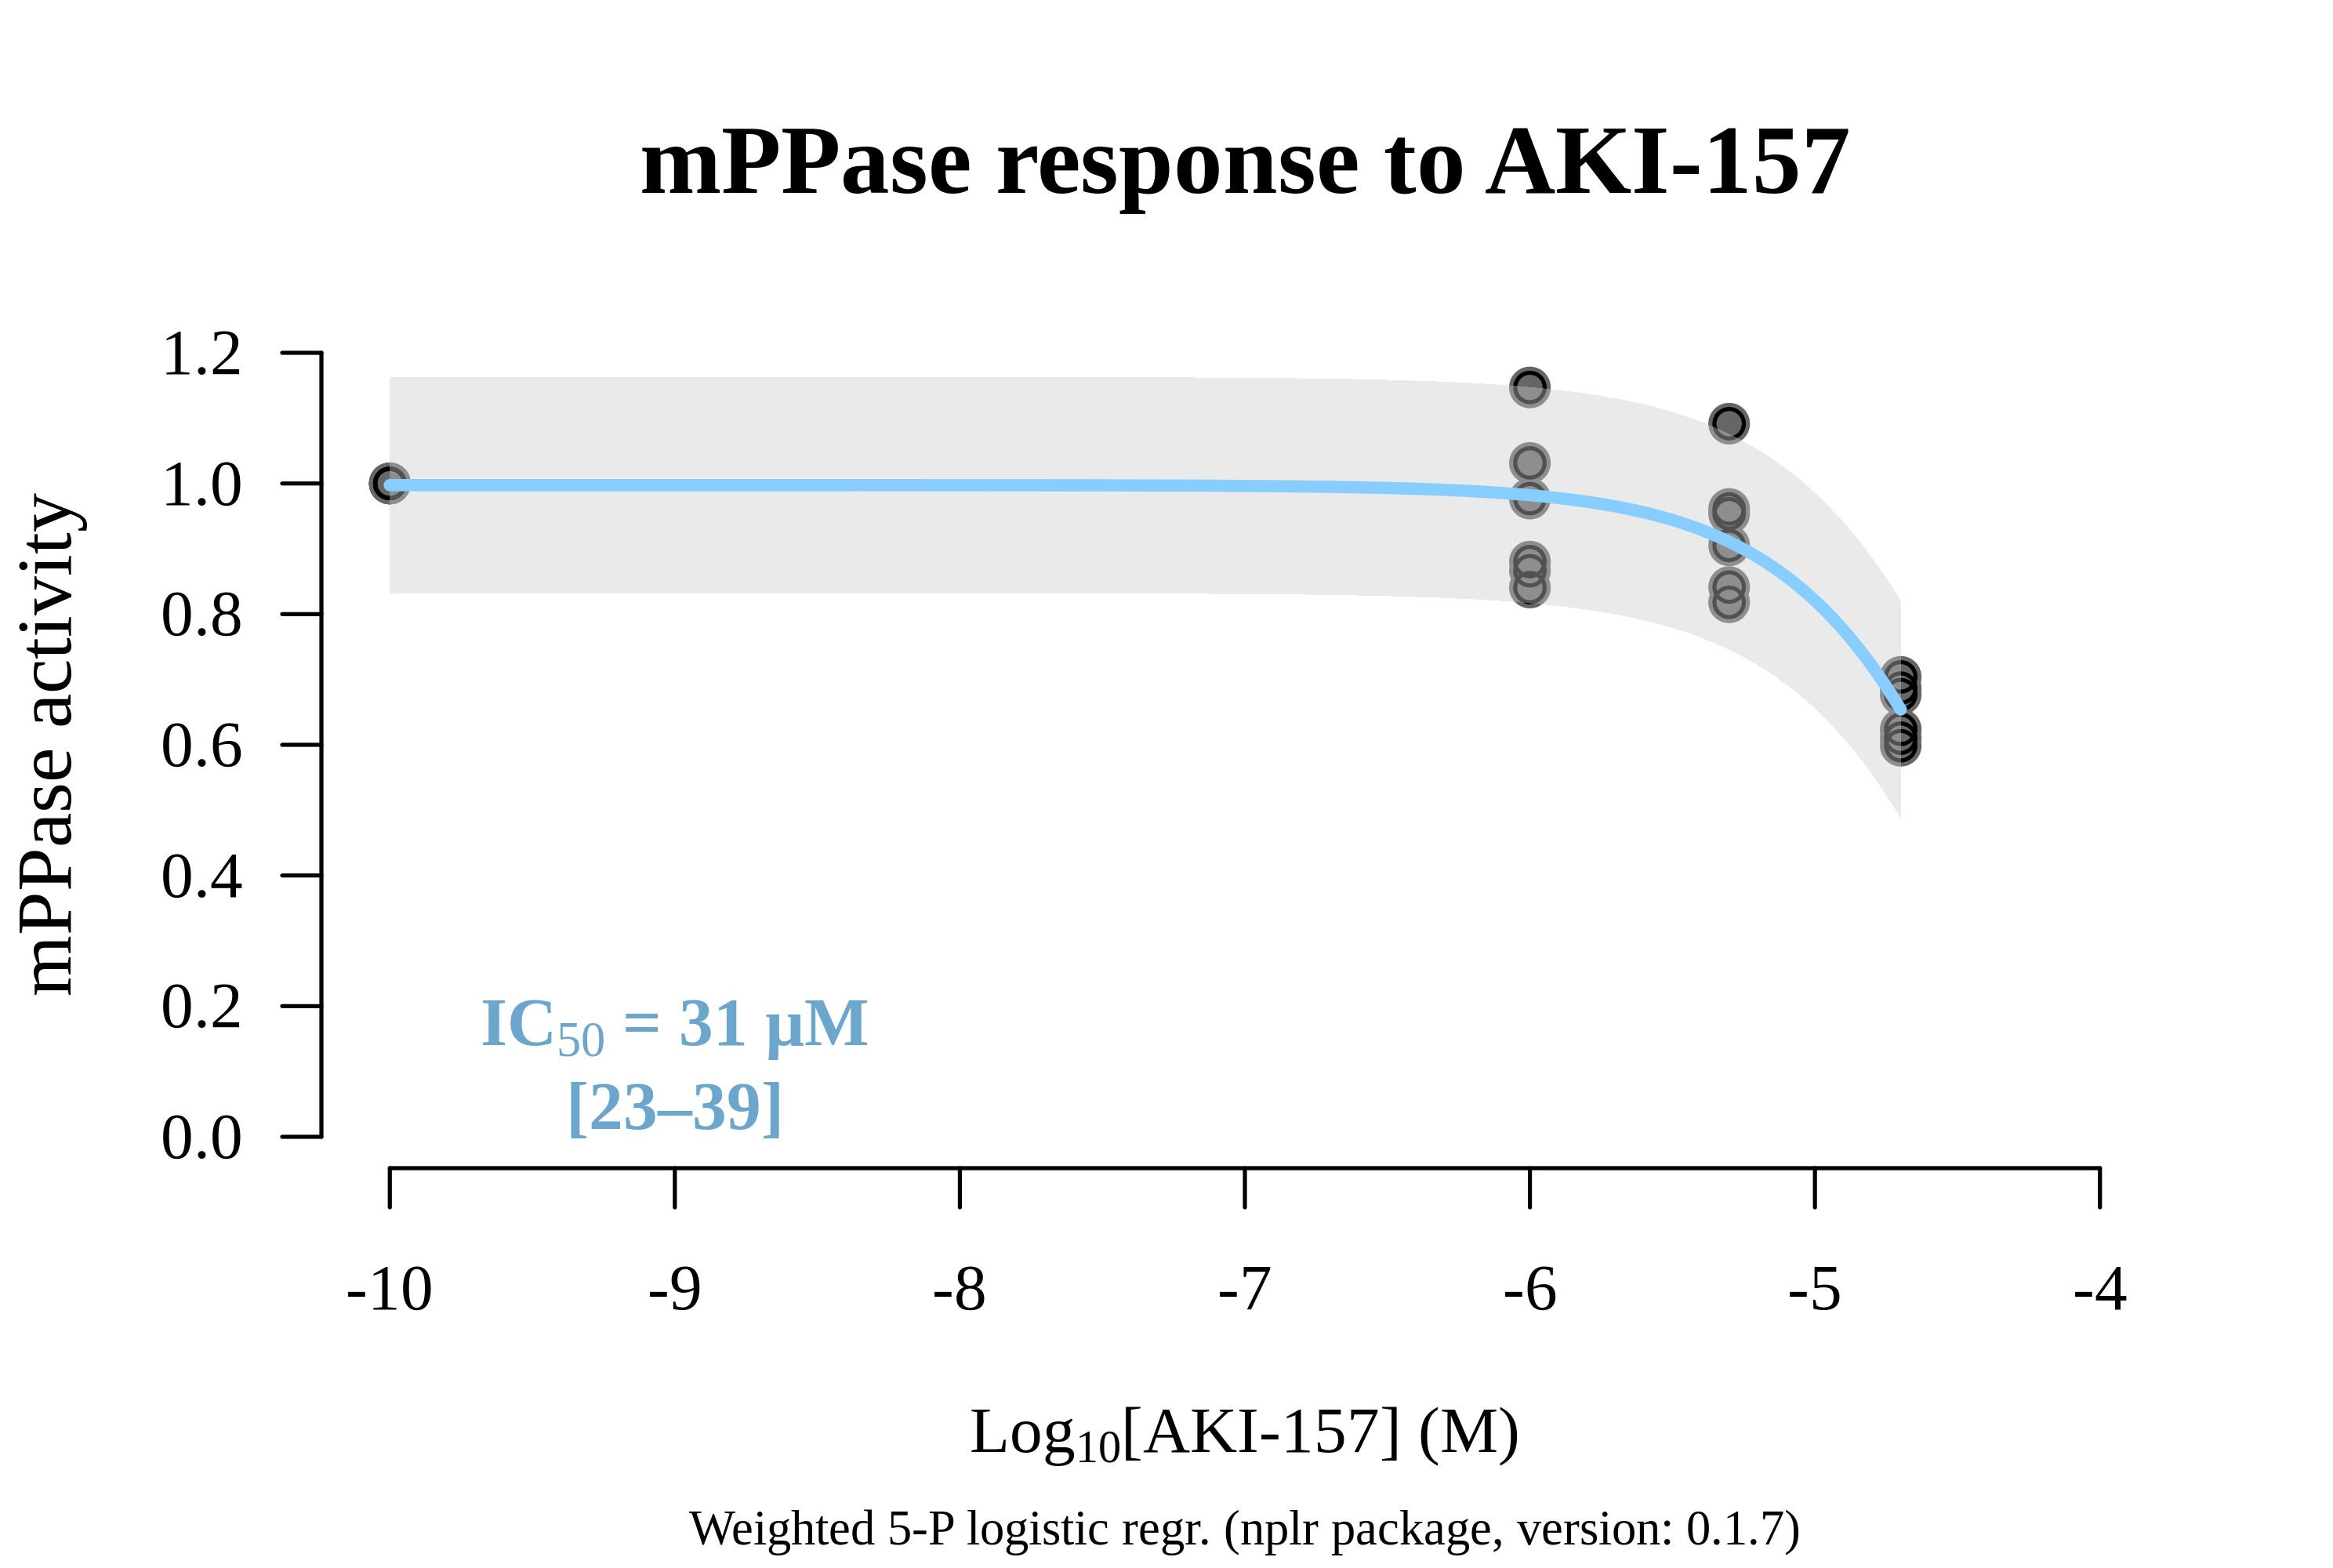 mPPase response to AKI-157
mPPase activity
1.2
1.0
0.8
0.6
0.4
0.2
0.0
IC50 = 31 µM
[23–39]
-10 -9 -8 -7 -6 -5 -4
Log10[AKI-157] (M)
Weighted 5-P logistic regr. (nplr package, version: 0.1.7)